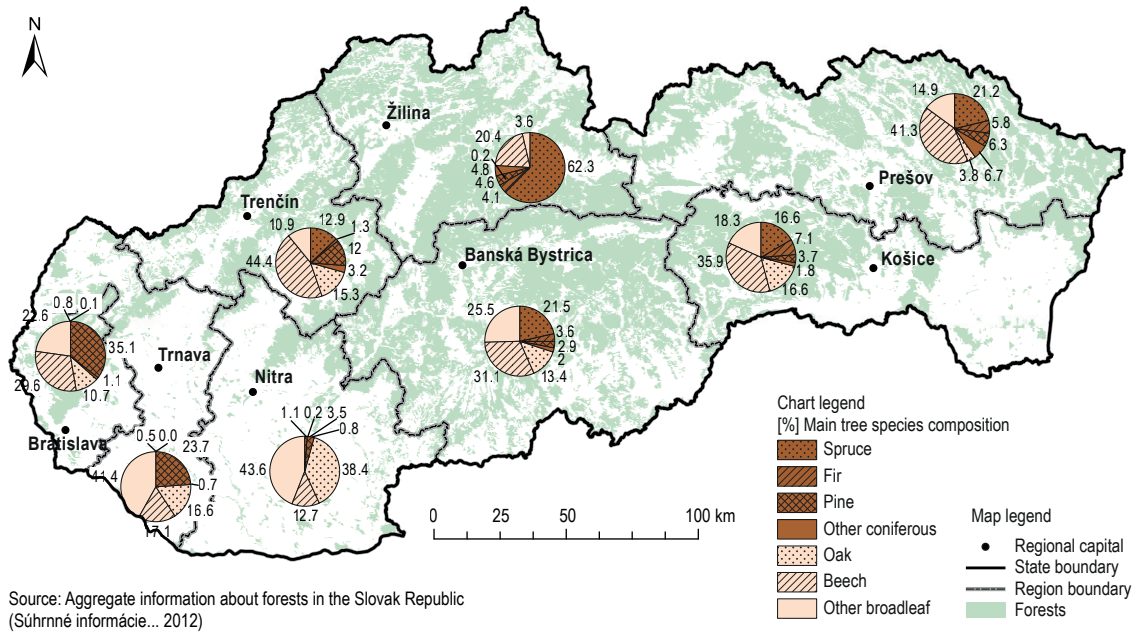 N
Žilina
3.6
20.4
0.2
4.8
4.6
4.1
62.3
14.9
21.2
5.8
41.3
6.3
6.7
3.8
Prešov
Trenčín
10.9
12.9
1.3
12
44.4
3.2
15.3
Banská Bystrica
18.3
16.6
7.1
3.7
35.9
1.8
16.6
Košice
25.5
21.5
3.6
2.9
2
31.1
13.4
0.8
0.1
22.6
35.1
1.1
29.6
10.7
Trnava
Nitra
Bratislava
0.5
0.0
23.7
41.4
0.7
16.6
17.1
1.1
0.2
3.5
0.8
43.6
38.4
12.7
0
25
50
100 km
Chart legend
[%] Main tree species composition
Spruce
Fir
Pine
Other coniferous
Oak
Beech
Other broadleaf
Map legend
Regional capital
State boundary
Region boundary
Forests
Source: Aggregate information about forests in the Slovak Republic
(Súhrnné informácie... 2012)